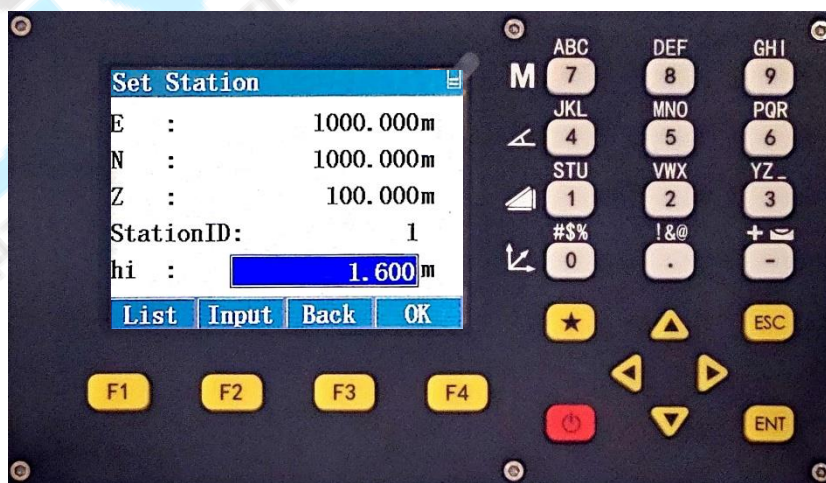 Set Station
E : 1000.000m
N : 1000.000m
Z : 100.000m
StationID: 1
hi : 1.600 m
List Input Back OK
F1 F2 F3 F4
ABC DEF GHI
M 7 8 9
JKL MNO PQR
4 5 6
STU VWX YZ_
1 2 3
#$% !&@ +
0 . -
★ ESC
ENT